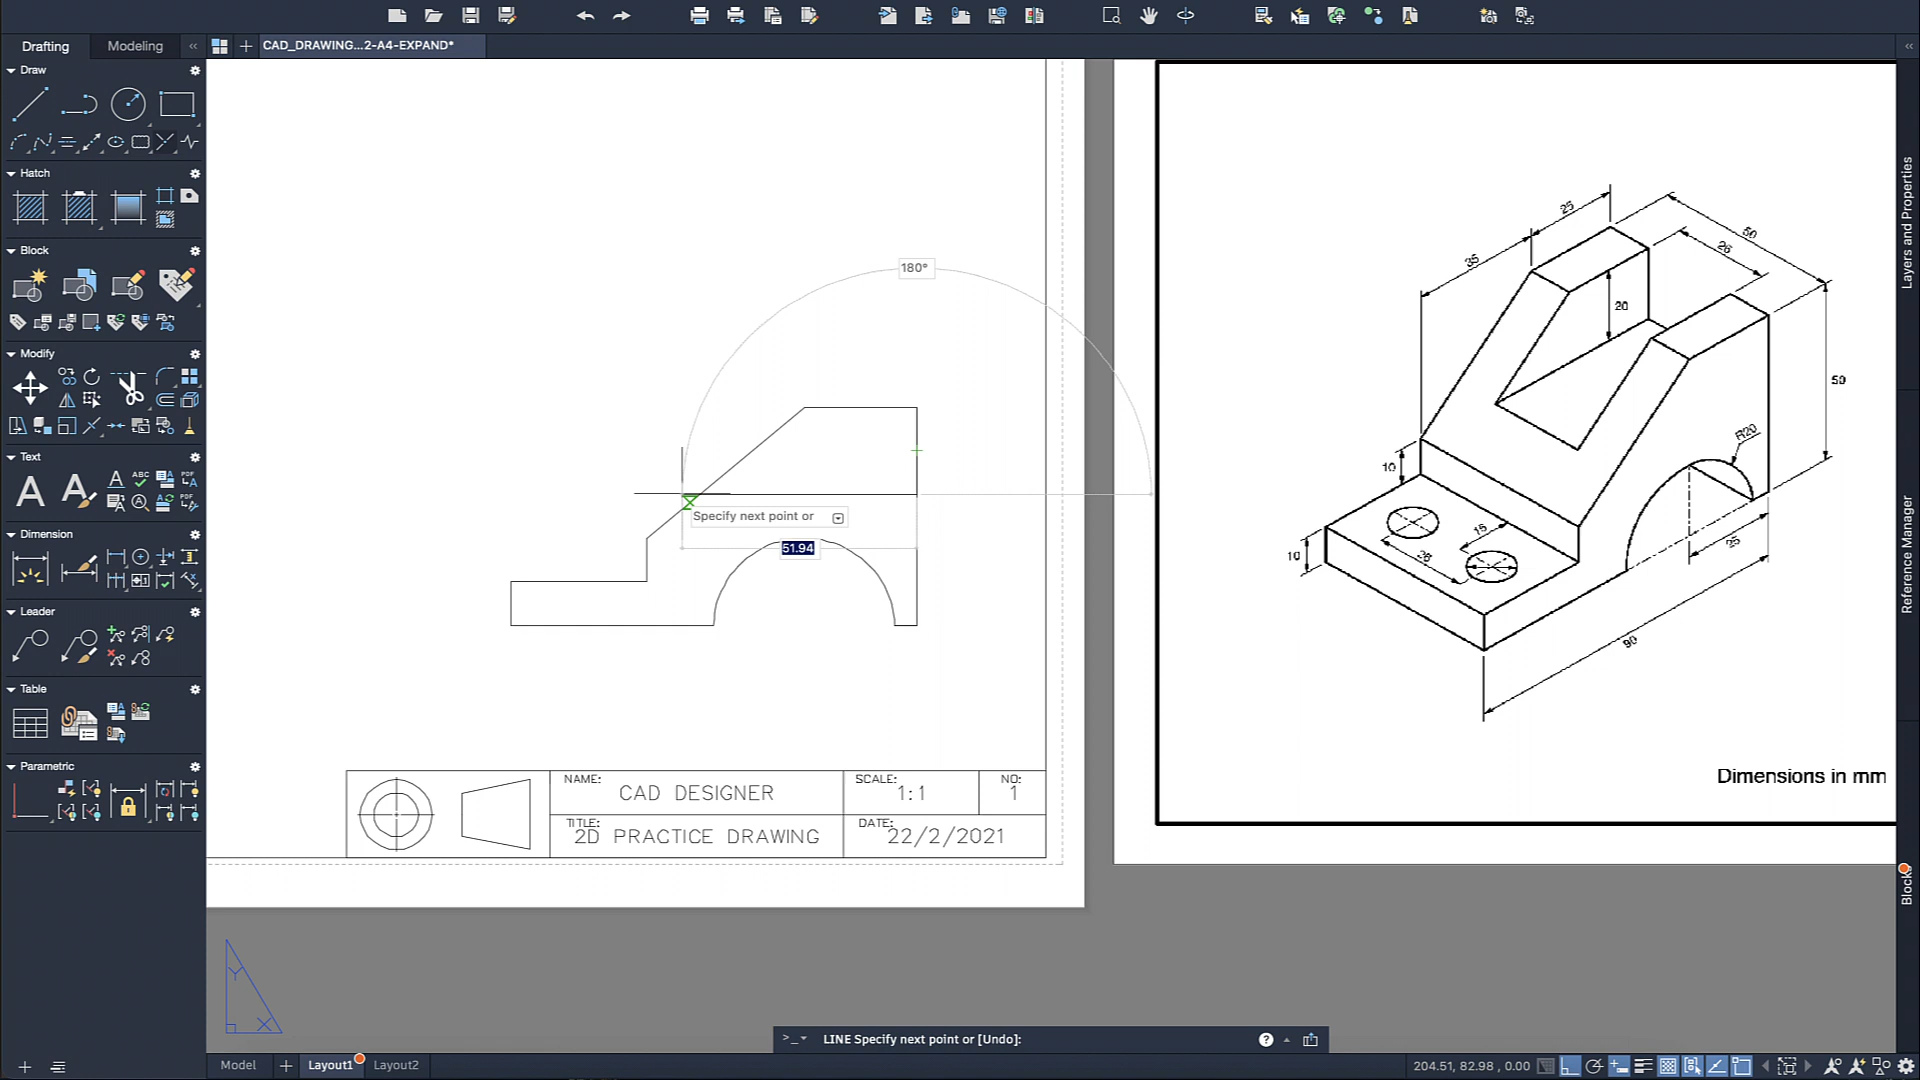 Drafting
Modeling
CAD_DRAWING...2-A4-EXPAND*
Draw
Hatch
Block
Modify
Text
Dimension
Leader
Table
Parametric
180°
Specify next point or
51.94
NAME:
CAD DESIGNER
SCALE:
1:1
NO:
1
TITLE:
2D PRACTICE DRAWING
DATE:
22/2/2021
25
35
50
26
20
50
R20
10
15
26
10
25
90
Dimensions in mm
Layers and Properties
Reference Manager
Blocks
Y
X
>_
LINE Specify next point or [Undo]:
?
Model
Layout1
Layout2
204.51, 82.98 , 0.00